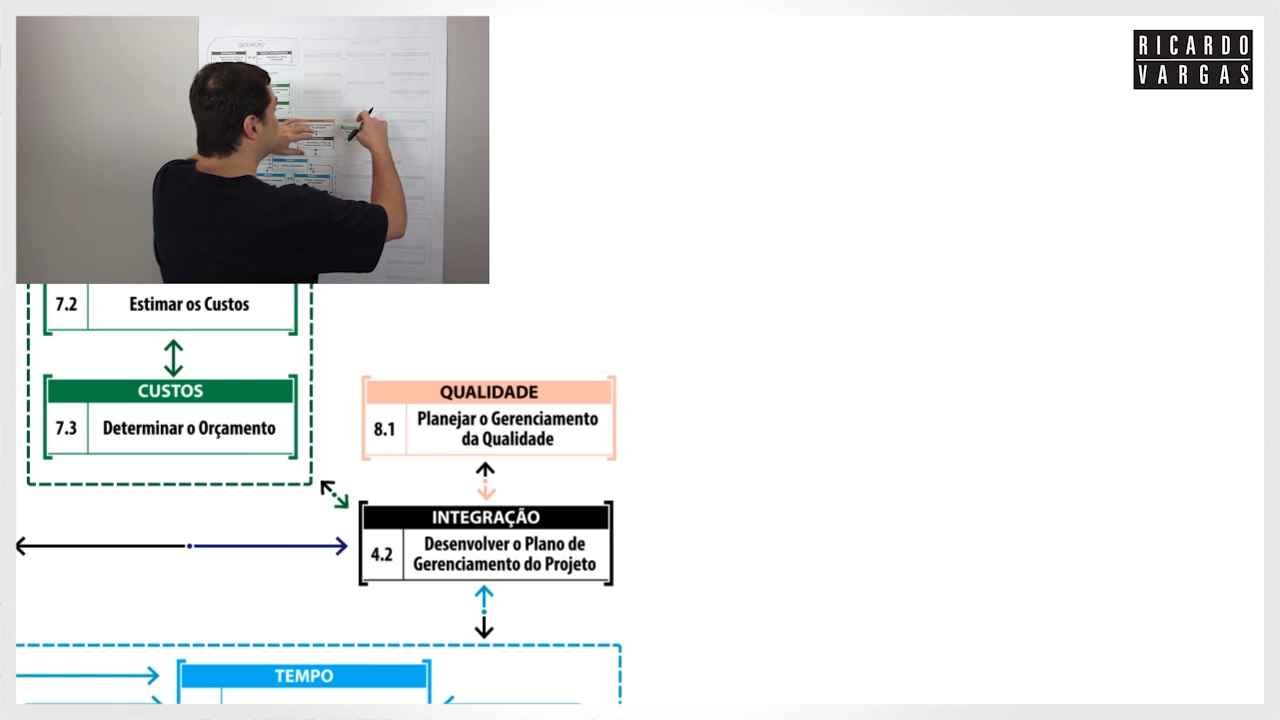 RICARDO
VARGAS
7.2
Estimar os Custos
CUSTOS
7.3
Determinar o Orçamento
QUALIDADE
8.1
Planejar o Gerenciamento
da Qualidade
INTEGRAÇÃO
4.2
Desenvolver o Plano de
Gerenciamento do Projeto
TEMPO